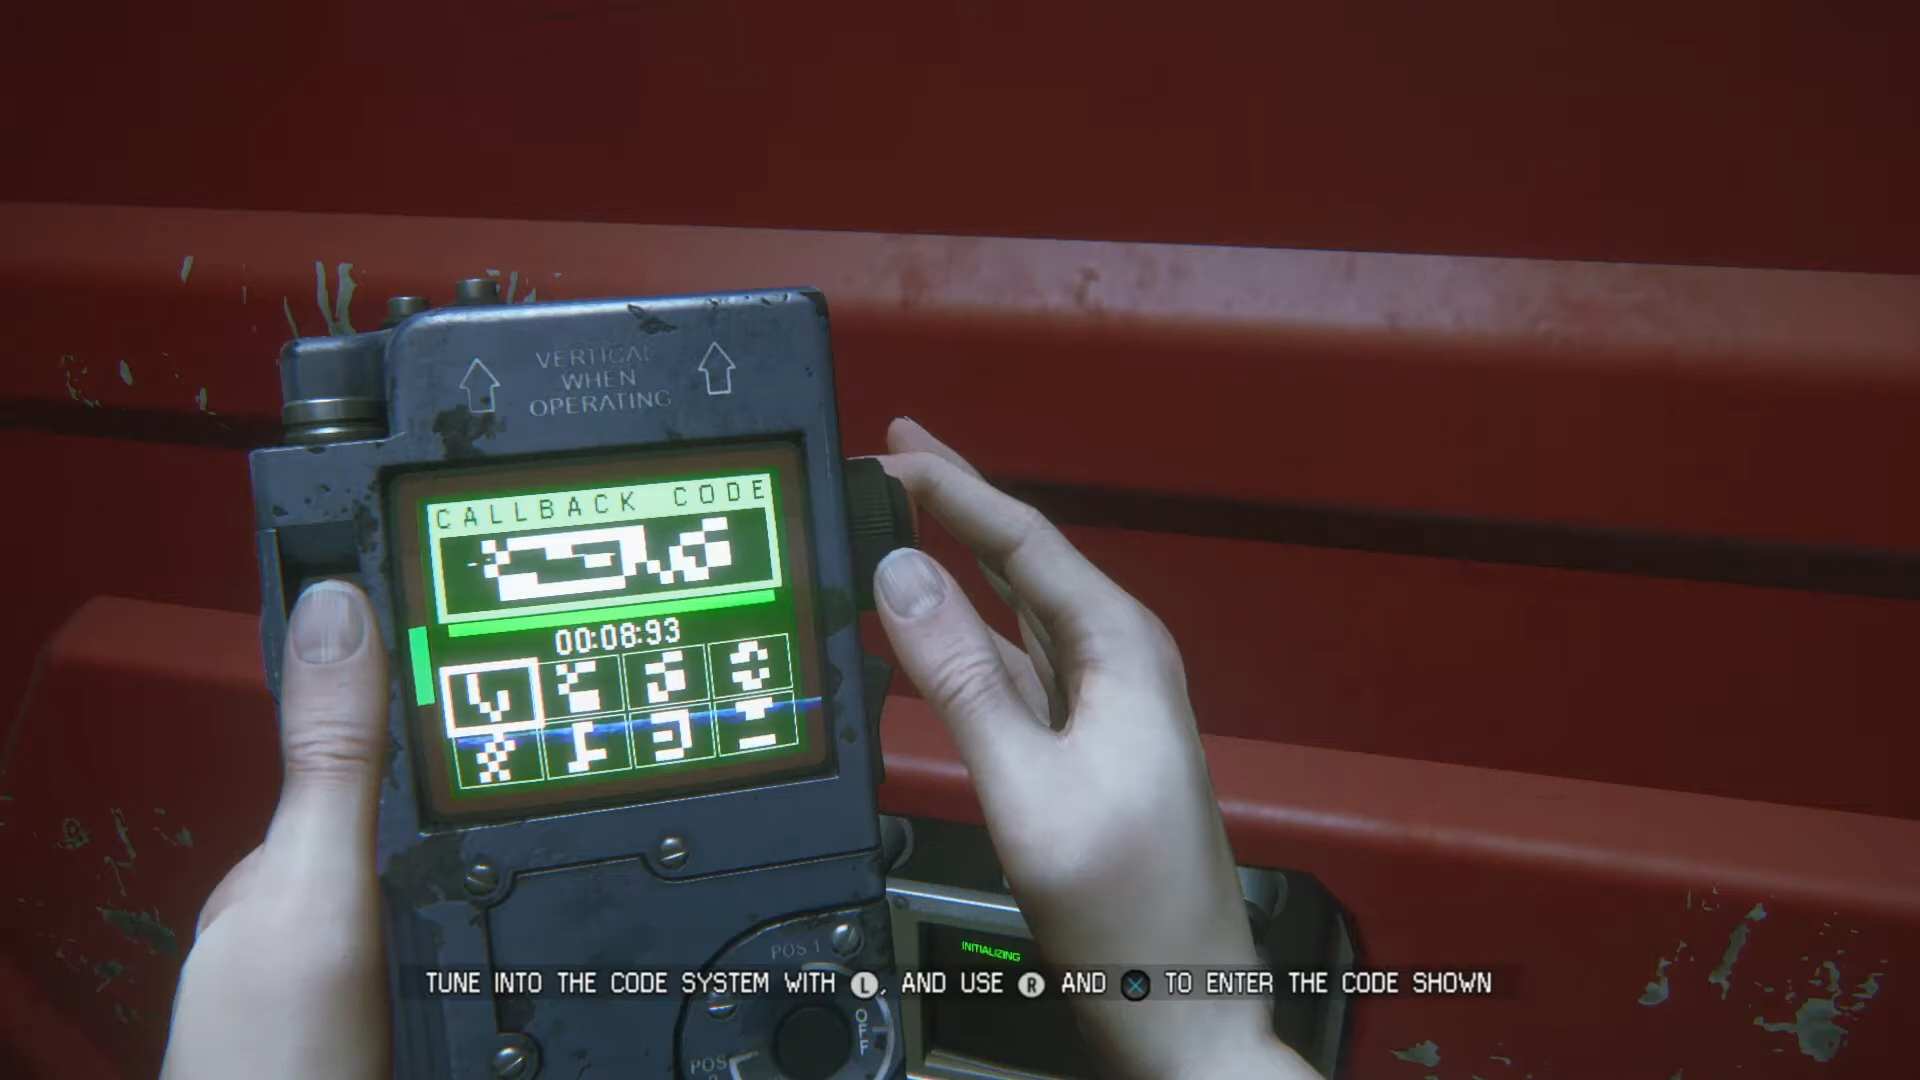 VERTICAL
WHEN
OPERATING
CALLBACK CODE
00:08:93
POS 1
INITIALIZING
TUNE INTO THE CODE SYSTEM WITH L, AND USE R AND X TO ENTER THE CODE SHOWN
OFF
POS